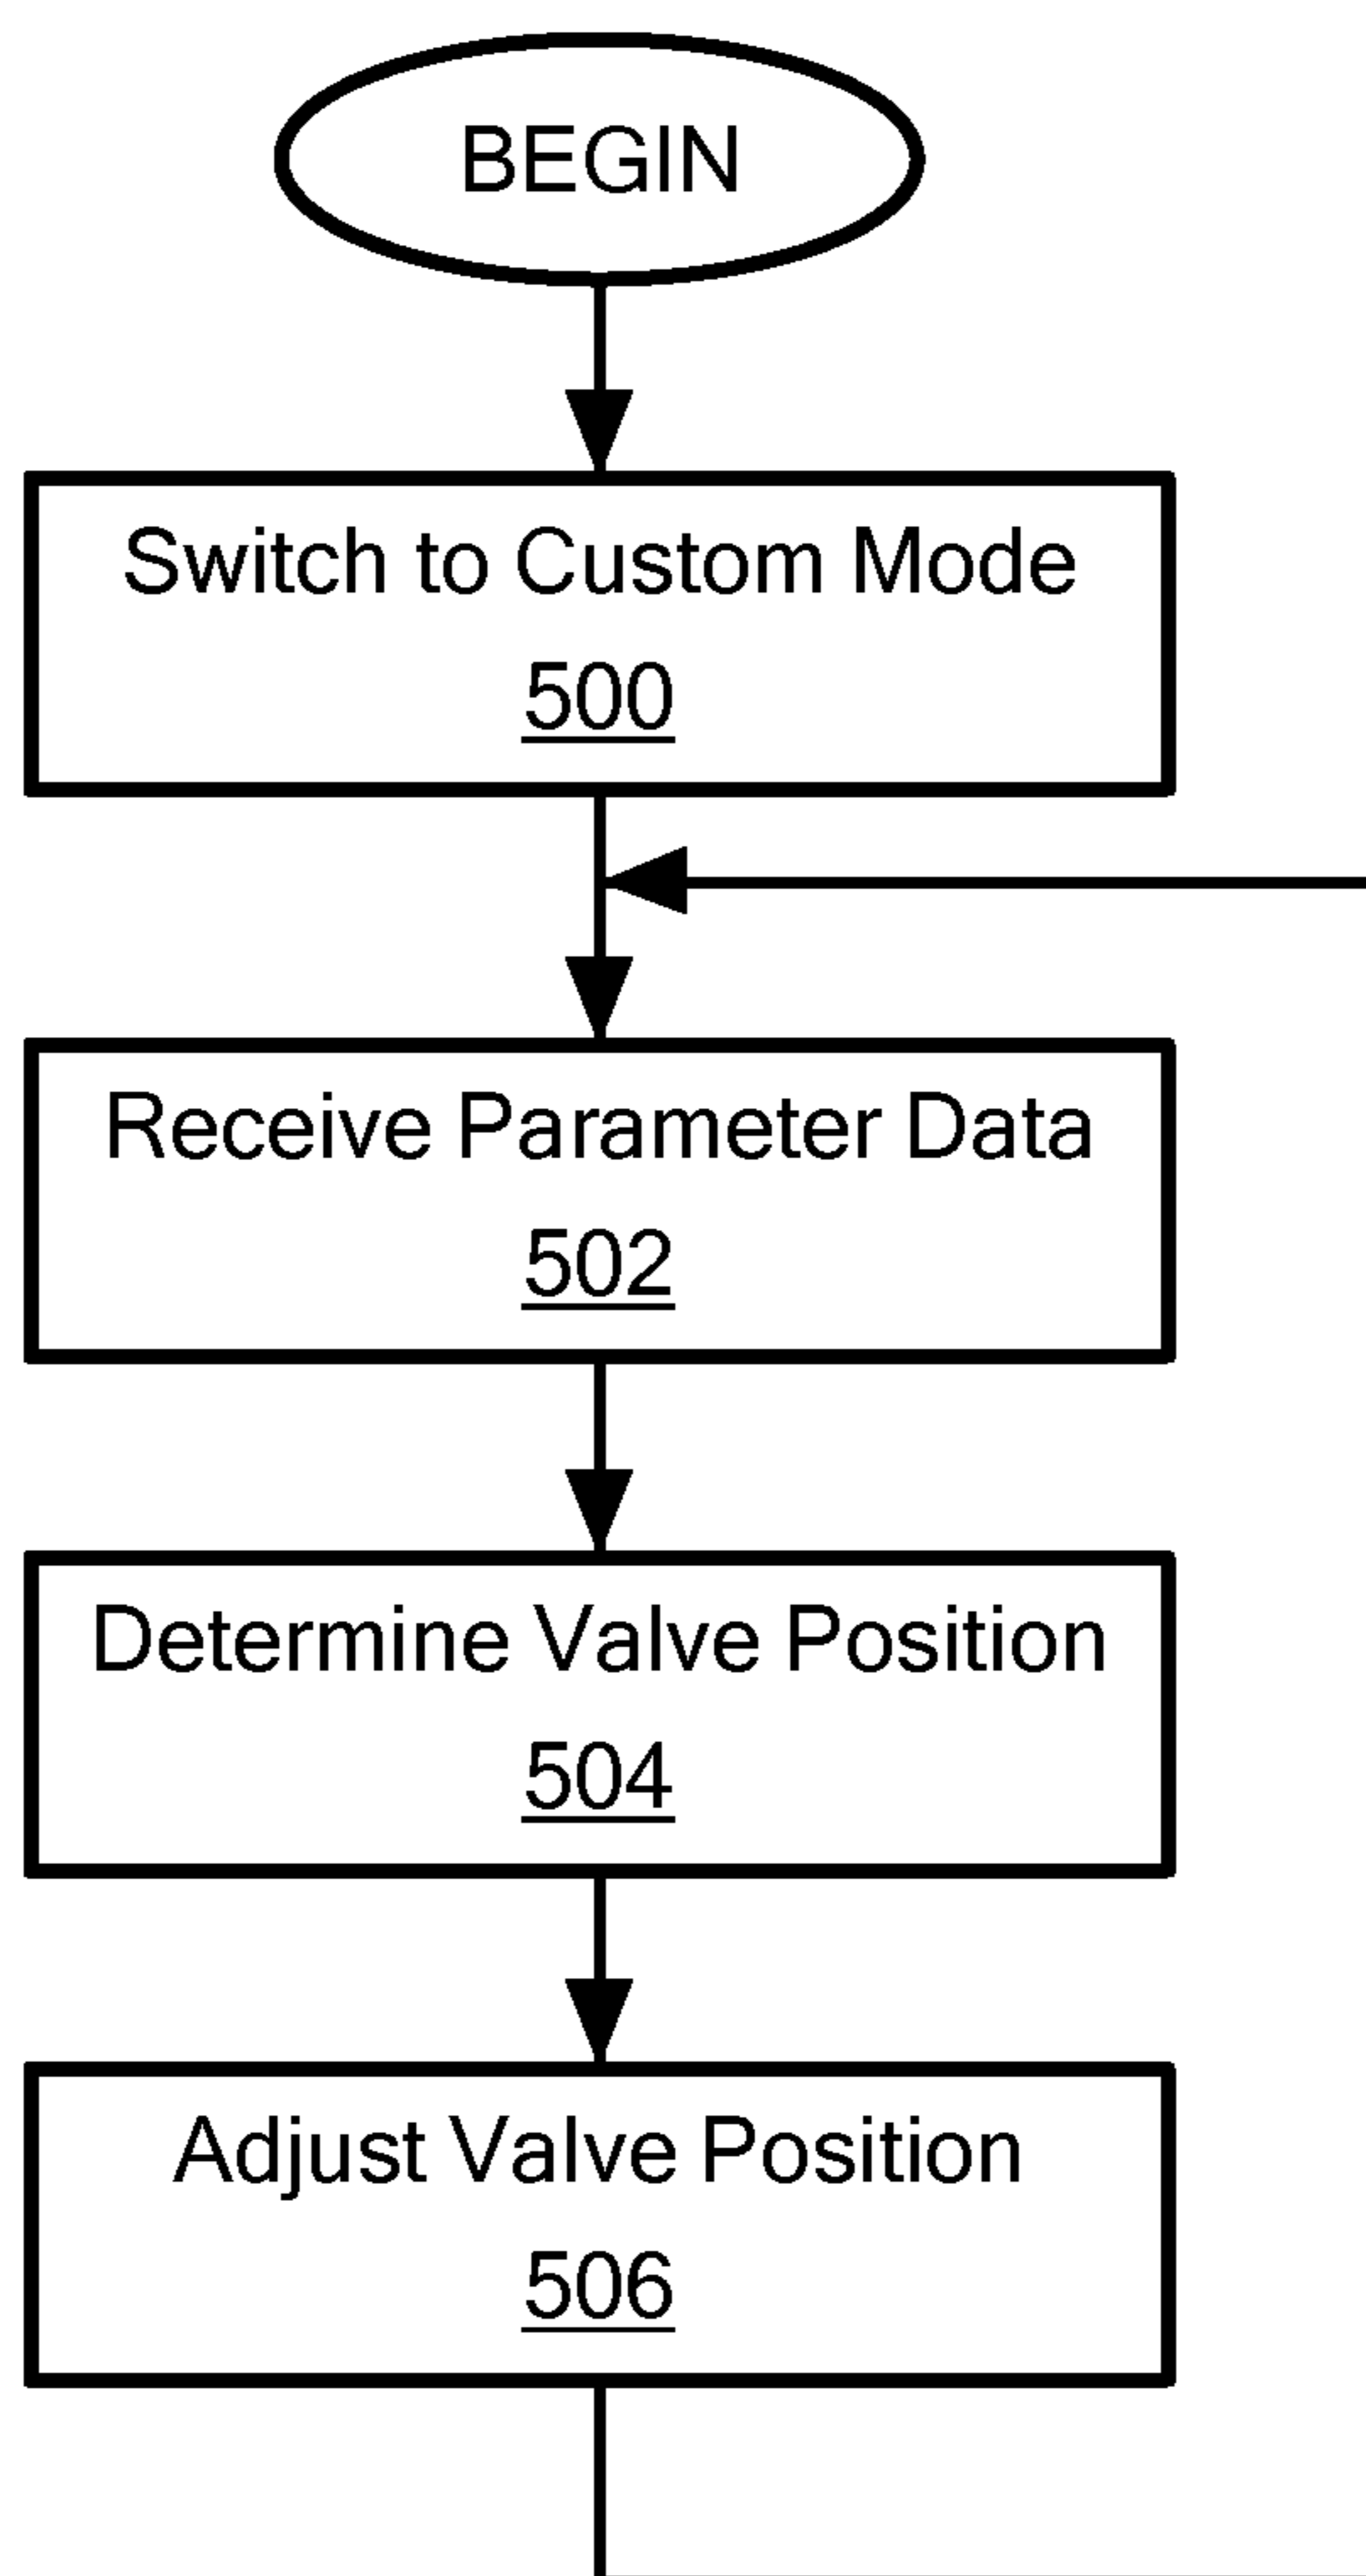 BEGIN
Switch to Custom Mode
500
Receive Parameter Data
502
Determine Valve Position
504
Adjust Valve Position
506